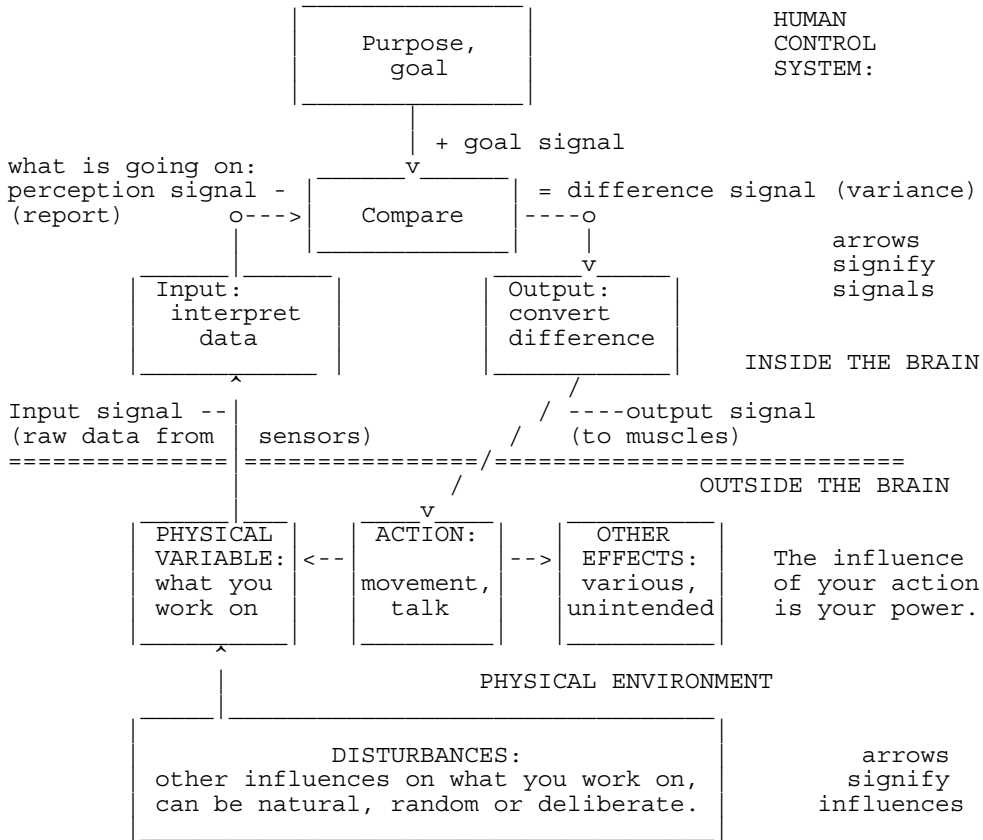 HUMAN
Purpose, CONTROL
goal SYSTEM:
+ goal signal
what is going on:
perception signal - = difference signal (variance)
(report) o---> Compare ----o
arrows
signify
Input: Output: signals
interpret convert
data difference
INSIDE THE BRAIN
Input signal -- ----output signal
(raw data from sensors) (to muscles)
OUTSIDE THE BRAIN
PHYSICAL ACTION: OTHER
VARIABLE: <-- --> EFFECTS: The influence
what you movement, various, of your action
work on talk unintended is your power.
PHYSICAL ENVIRONMENT
DISTURBANCES: arrows
other influences on what you work on, signify
can be natural, random or deliberate. influences